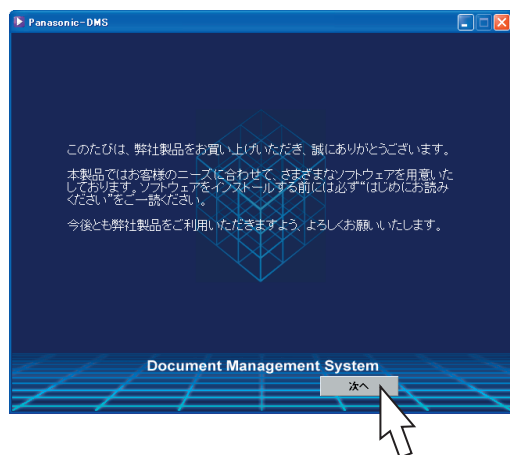 Panasonic-DMS
このたびは、弊社製品をお買い上げいただき、誠にありがとうございます。
本製品ではお客様のニーズに合わせて、さまざまなソフトウェアを用意いた
しております。ソフトウェアをインストールする前には必ず“はじめにお読み
ください”をご一読ください。
今後とも弊社製品をご利用いただきますよう、よろしくお願いいたします。
Document Management System
次へ